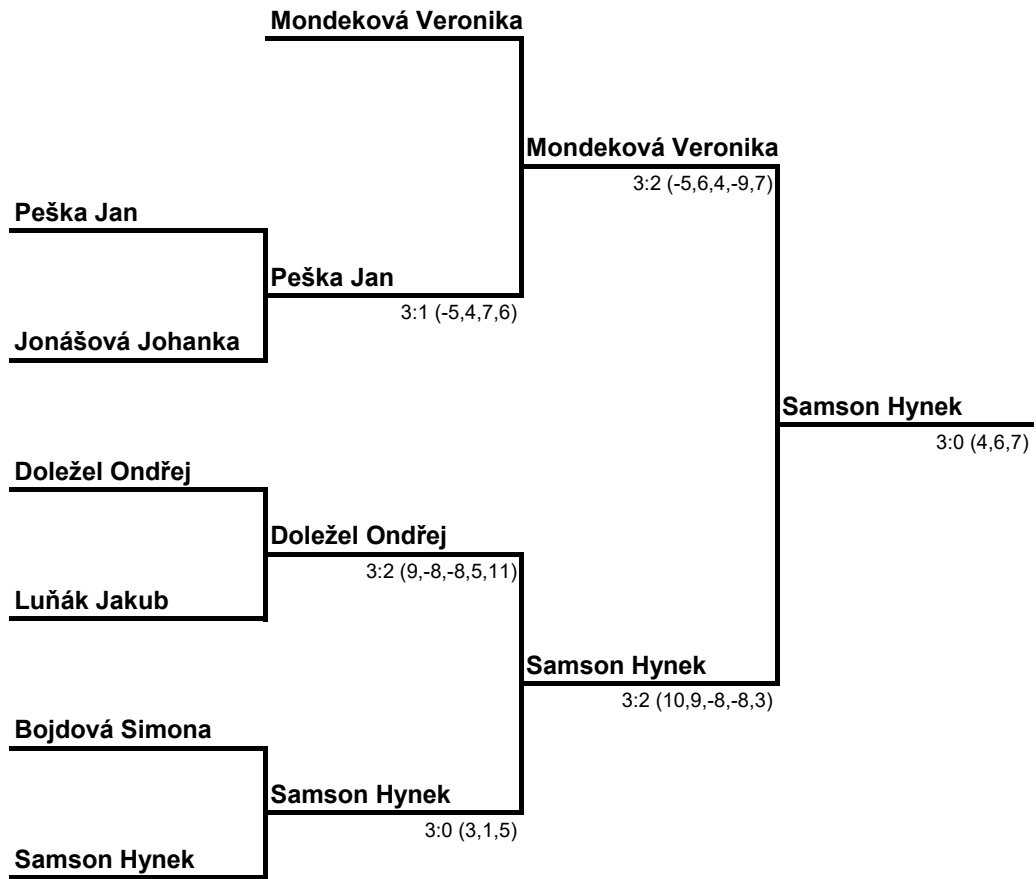 Mondeková Veronika
Mondeková Veronika
3:2 (-5,6,4,-9,7)
Peška Jan
Peška Jan
3:1 (-5,4,7,6)
Jonášová Johanka
Samson Hynek
3:0 (4,6,7)
Doležel Ondřej
Doležel Ondřej
3:2 (9,-8,-8,5,11)
Luňák Jakub
Samson Hynek
3:2 (10,9,-8,-8,3)
Bojdová Simona
Samson Hynek
3:0 (3,1,5)
Samson Hynek